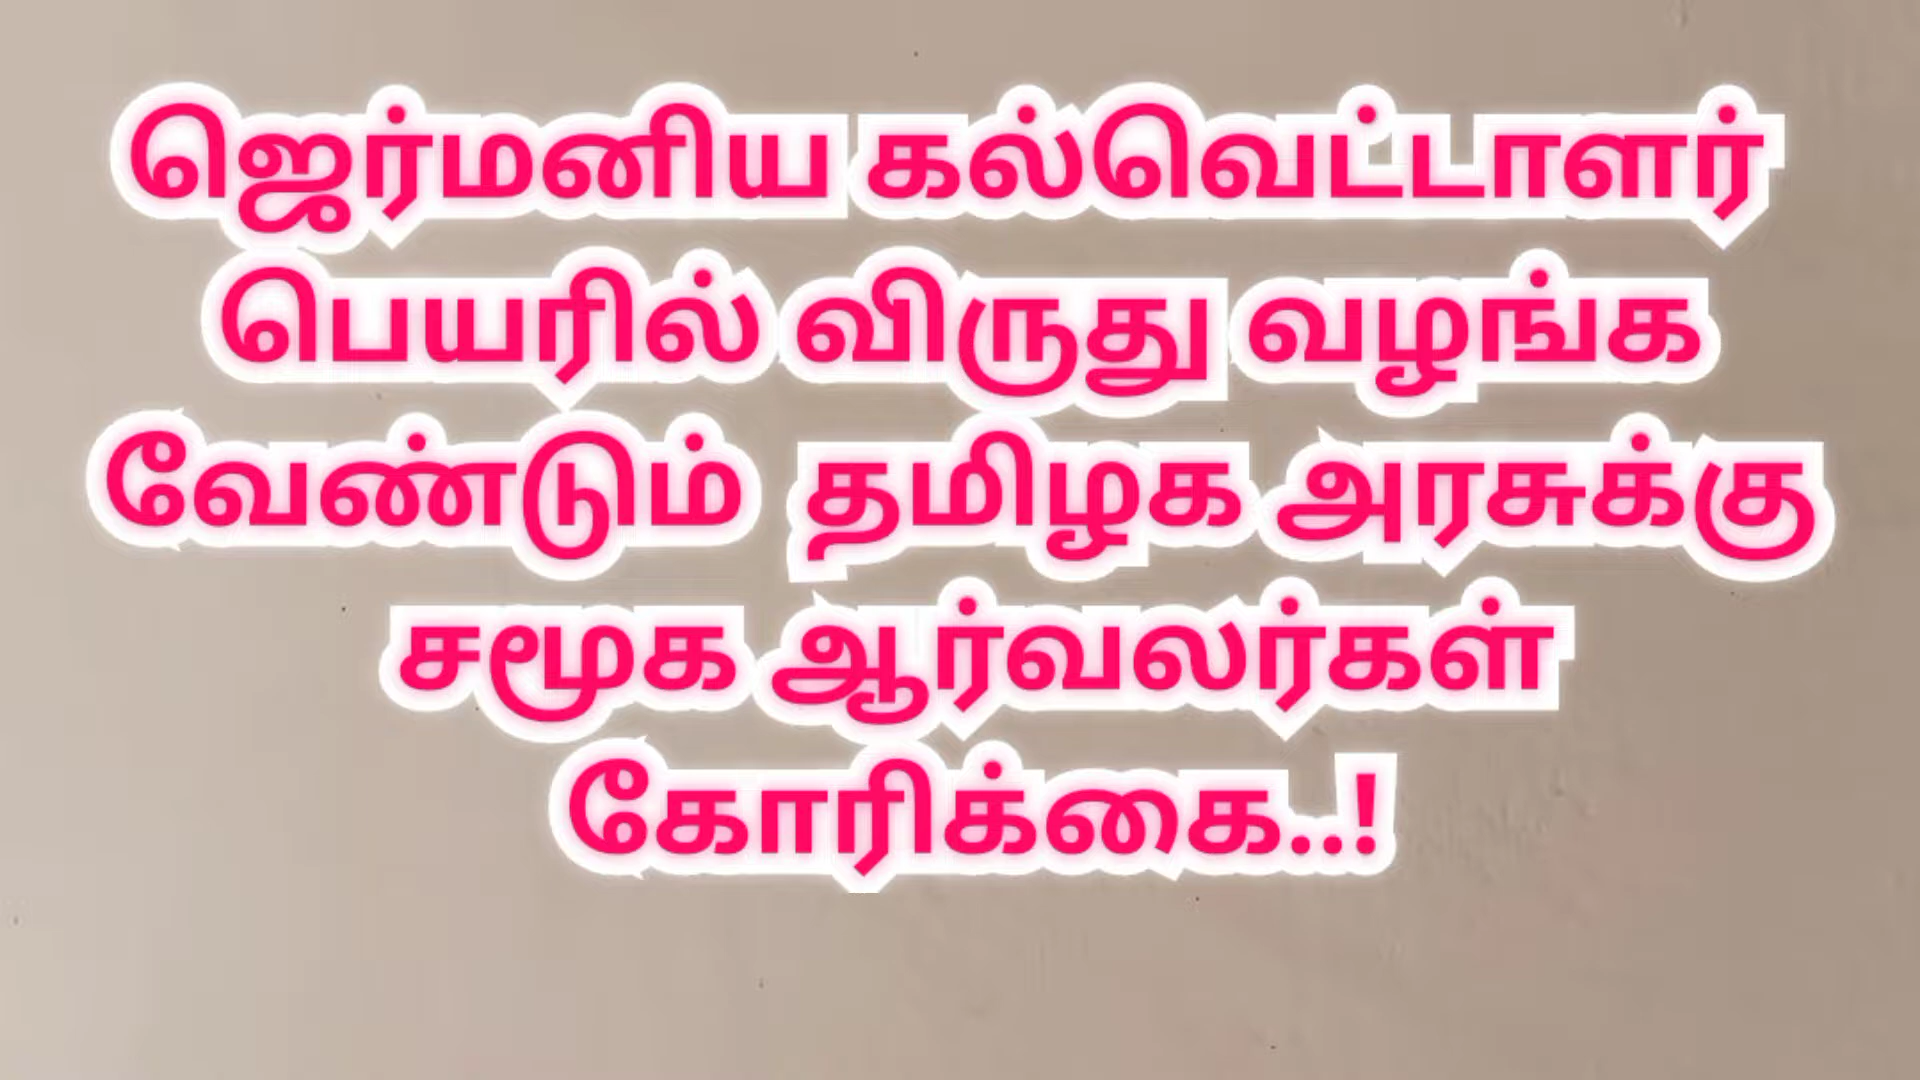 ஜெர்மனிய கல்வெட்டாளர்
பெயரில் விருது வழங்க
வேண்டும் தமிழக அரசுக்கு
சமூக ஆர்வலர்கள்
கோரிக்கை..!